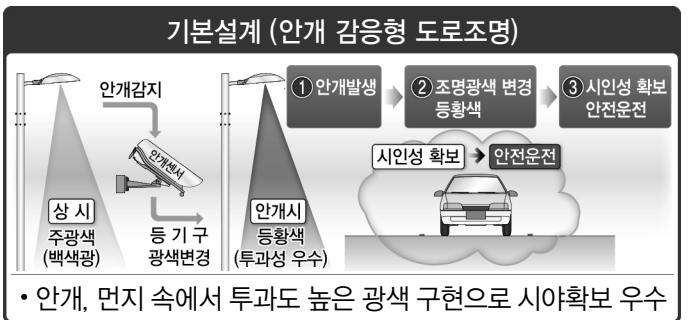 기본설계 (안개 감응형 도로조명)
안개감지
안개센서
상 시
주광색
(백색광)
등 기 구
광색변경
안개시
등황색
(투과성 우수)
1 안개발생
2 조명광색 변경
등황색
3 시인성 확보
안전운전
시인성 확보 → 안전운전
• 안개, 먼지 속에서 투과도 높은 광색 구현으로 시야확보 우수